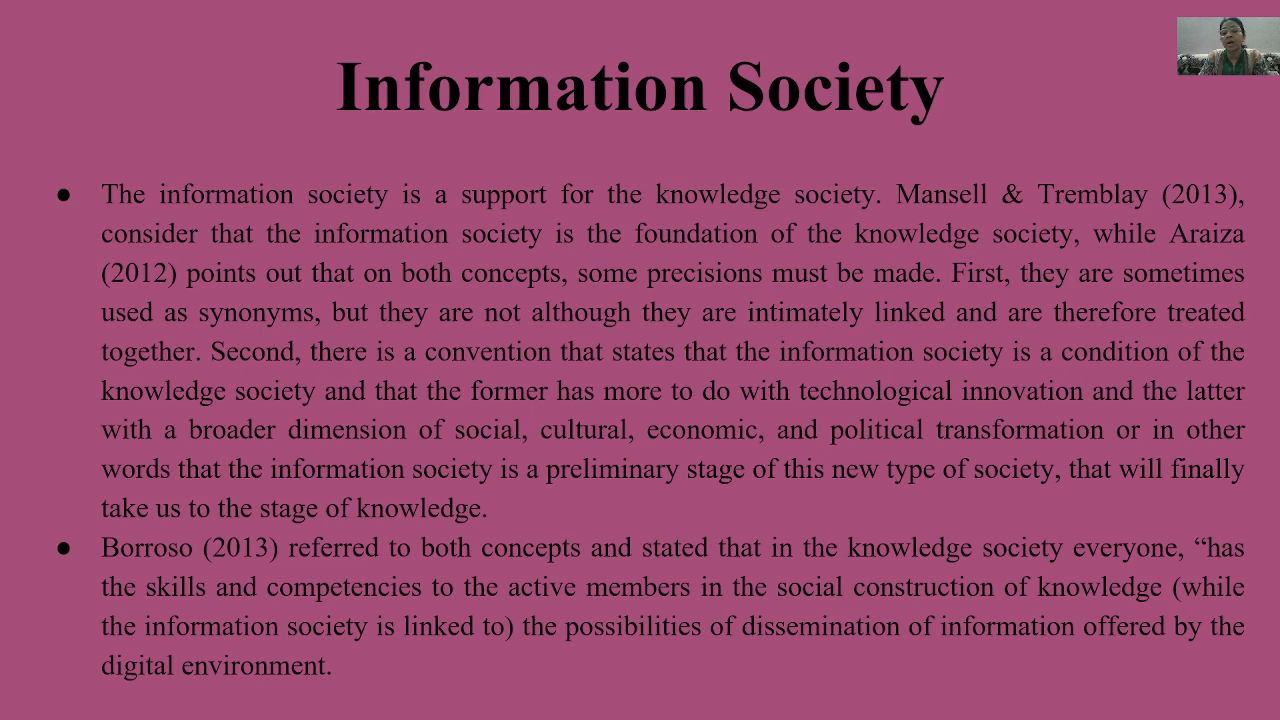 Information Society
● The information society is a support for the knowledge society. Mansell & Tremblay (2013),
consider that the information society is the foundation of the knowledge society, while Araiza
(2012) points out that on both concepts, some precisions must be made. First, they are sometimes
used as synonyms, but they are not although they are intimately linked and are therefore treated
together. Second, there is a convention that states that the information society is a condition of the
knowledge society and that the former has more to do with technological innovation and the latter
with a broader dimension of social, cultural, economic, and political transformation or in other
words that the information society is a preliminary stage of this new type of society, that will finally
take us to the stage of knowledge.
● Borroso (2013) referred to both concepts and stated that in the knowledge society everyone, “has
the skills and competencies to the active members in the social construction of knowledge (while
the information society is linked to) the possibilities of dissemination of information offered by the
digital environment.